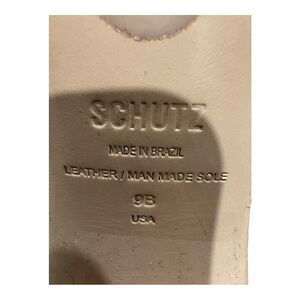 SCHUTZ
MADE IN BRAZIL
LEATHER / MAN MADE SOLE
9B
USA